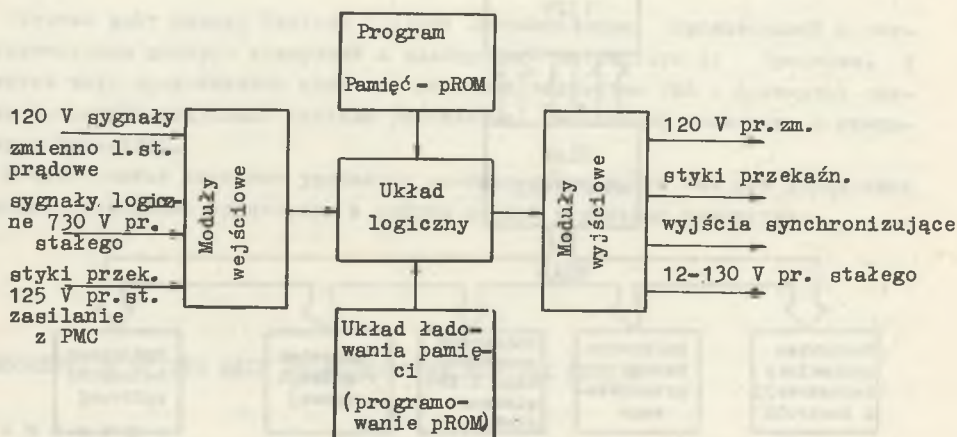 Program
Pamięć - pROM
120 V sygnały
zmienno l.st.
prądowe
sygnały logicz-
ne 730 V pr.
stałego
styki przek.
125 V pr.st.
zasilanie
z PMC
Moduły
wejściowe
Układ
logiczny
Moduły
wyjściowe
120 V pr.zm.
styki przekaźn.
wyjścia synchronizujące
12-130 V pr. stałego
Układ łado-
wania pamię-
ci
(programo-
wanie pROM)